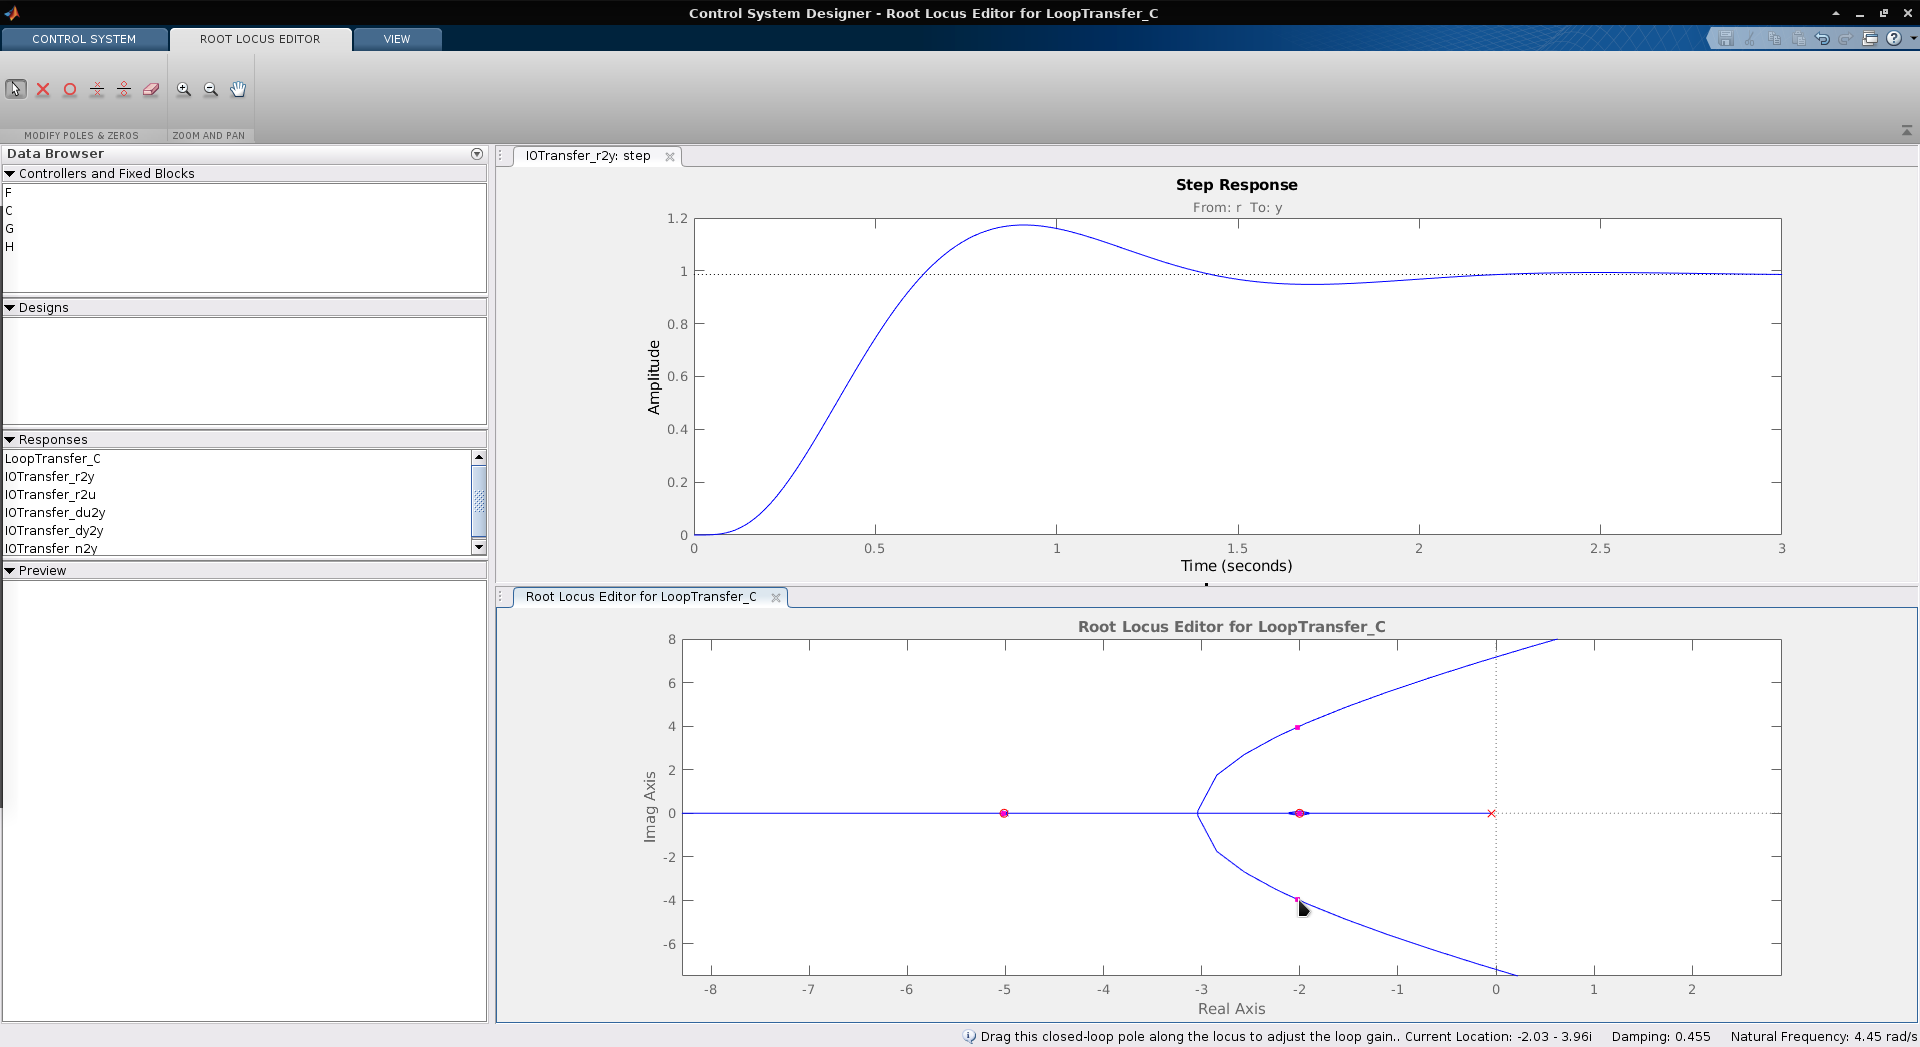 Control System Designer - Root Locus Editor for LoopTransfer_C
CONTROL SYSTEM
ROOT LOCUS EDITOR
VIEW
MODIFY POLES & ZEROS
ZOOM AND PAN
Data Browser
Controllers and Fixed Blocks
F
C
G
H
Designs
Responses
LoopTransfer_C
IOTransfer_r2y
IOTransfer_r2u
IOTransfer_du2y
IOTransfer_dy2y
IOTransfer_n2y
Preview
IOTransfer_r2y: step
Step Response
From: r To: y
1.2
1
0.8
0.6
0.4
0.2
0
Amplitude
0 0.5 1 1.5 2 2.5 3
Time (seconds)
Root Locus Editor for LoopTransfer_C
Root Locus Editor for LoopTransfer_C
8
6
4
2
0
-2
-4
-6
Imag Axis
-8 -7 -6 -5 -4 -3 -2 -1 0 1 2
Real Axis
Drag this closed-loop pole along the locus to adjust the loop gain.. Current Location: -2.03 - 3.96i Damping: 0.455 Natural Frequency: 4.45 rad/s